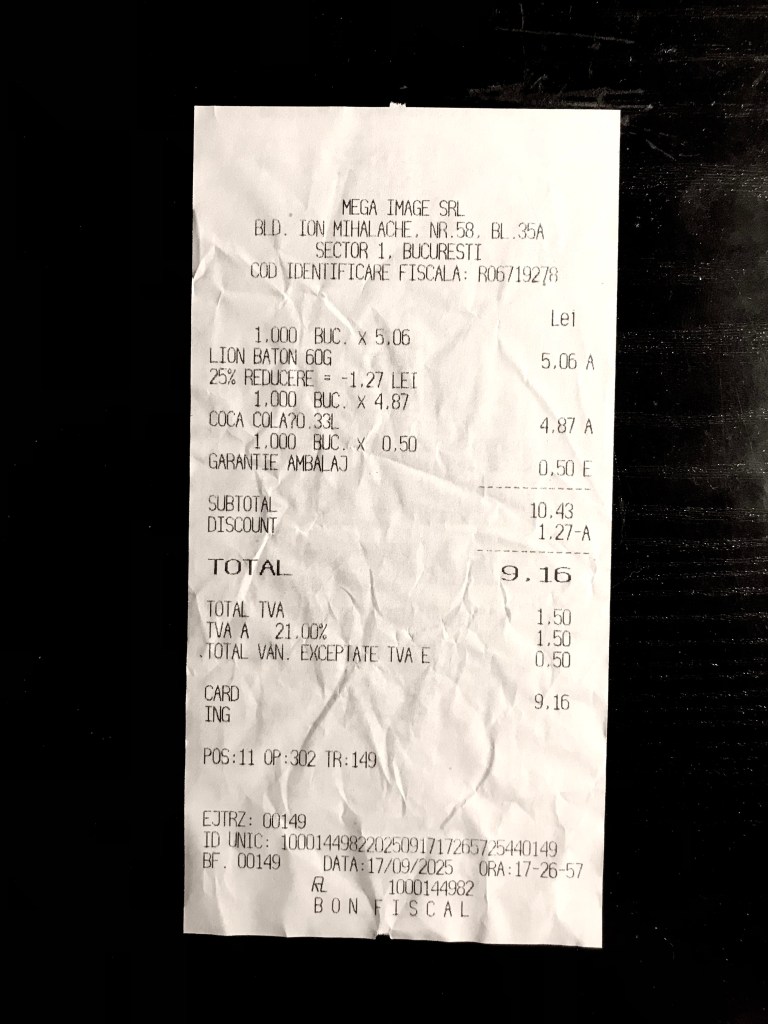 MEGA IMAGE SRL
BLD. ION MIHALACHE, NR.58, BL.35A
SECTOR 1, BUCURESTI
COD IDENTIFICARE FISCALA: RO6719278
Lei
1,000 BUC. X 5,06
LION BATON 60G 5,06 A
25% REDUCERE = -1,27 LEI
1,000 BUC. X 4,87
COCA COLA?0.33L 4,87 A
1,000 BUC. X 0,50
GARANTIE AMBALAJ 0,50 E
SUBTOTAL 10,43
DISCOUNT 1,27-A
TOTAL 9,16
TOTAL TVA 1,50
TVA A 21.00% 1,50
.TOTAL VAN. EXCEPTATE TVA E 0,50
CARD 9,16
ING
POS:11 OP:302 TR:149
EJTRZ: 00149
ID UNIC: 10001449822025091717265725440149
BF. 00149 DATA:17/09/2025 ORA:17-26-57
1000144982
BON FISCAL